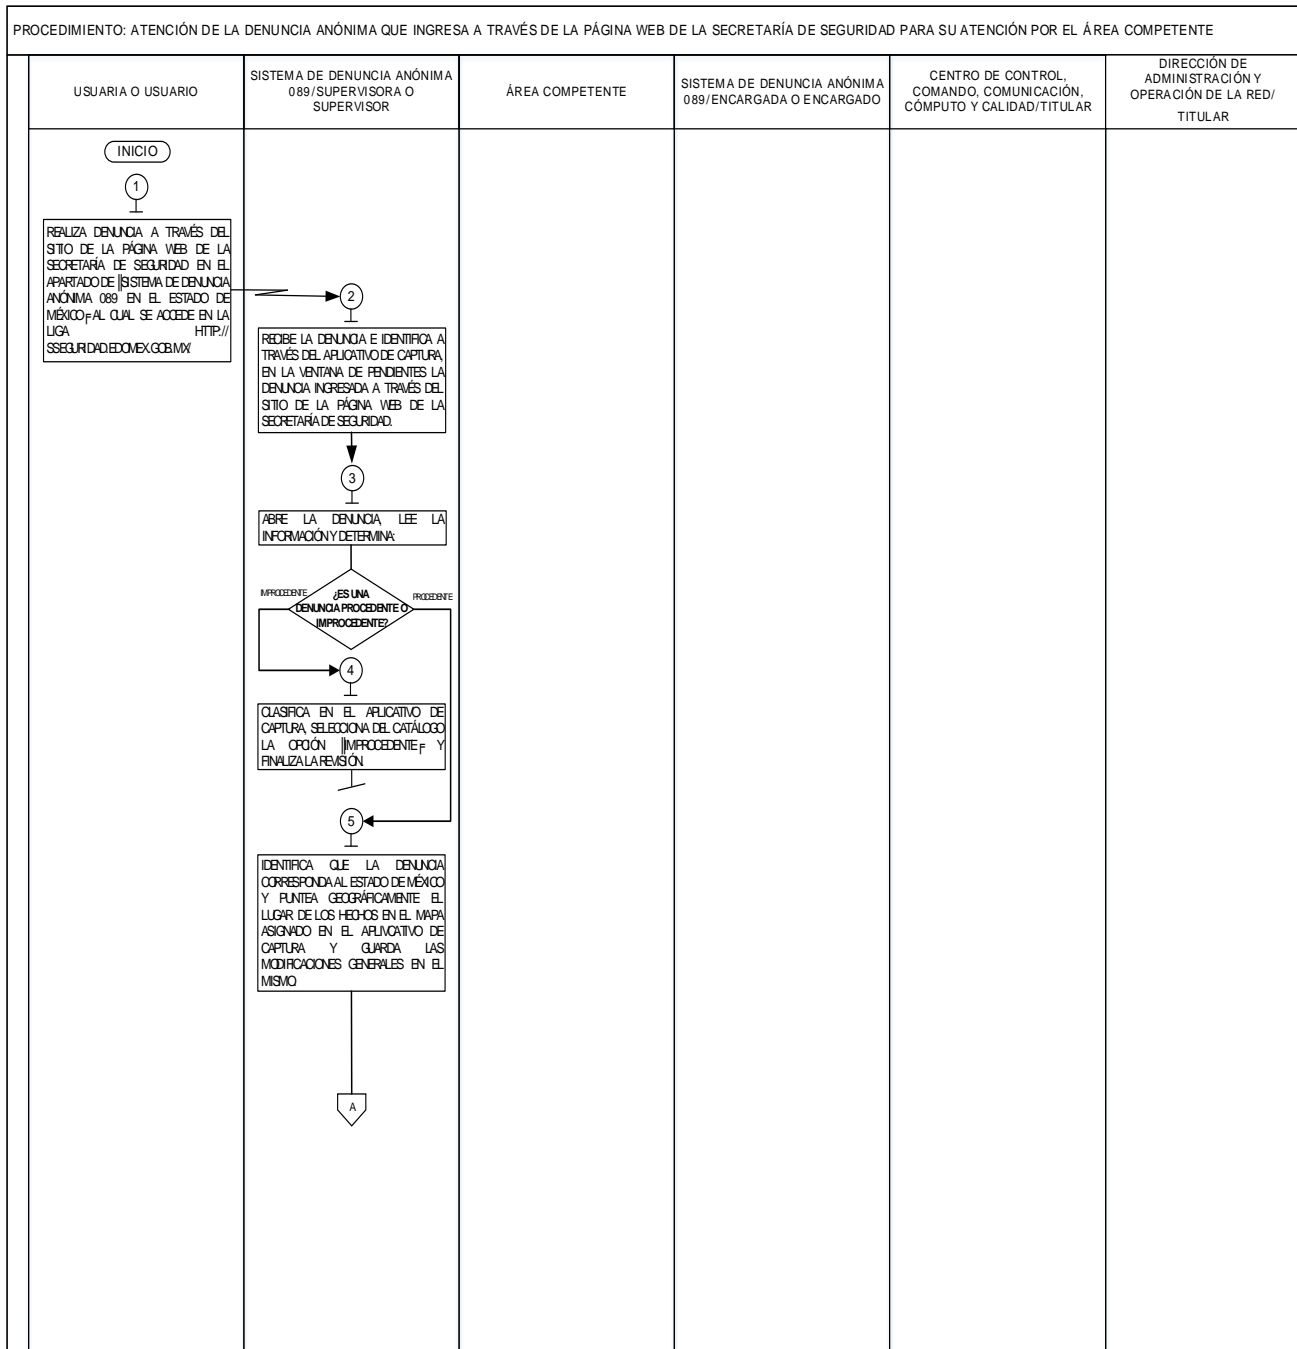 PROCEDIMIENTO: ATENCIÓN DE LA DENUNCIA ANÓNIMA QUE INGRESA A TRAVÉS DE LA PÁGINA WEB DE LA SECRETARÍA DE SEGURIDAD PARA SU ATENCIÓN POR EL ÁREA COMPETENTE
USUARIA O USUARIO
SISTEMA DE DENUNCIA ANÓNIMA
089/SUPERVISORA O
SUPERVISOR
ÁREA COMPETENTE
SISTEMA DE DENUNCIA ANÓNIMA
089/ENCARGADA O ENCARGADO
CENTRO DE CONTROL,
COMANDO, COMUNICACIÓN,
CÓMPUTO Y CALIDAD/TITULAR
DIRECCIÓN DE
ADMINISTRACIÓN Y
OPERACIÓN DE LA RED/
TITULAR
INICIO
1
REALIZA DENUNCIA A TRAVÉS DEL
SITIO DE LA PÁGINA WEB DE LA
SECRETARÍA DE SEGURIDAD EN EL
APARTADO DE ‖SISTEMA DE DENUNCIA
ANÓNIMA 089 EN EL ESTADO DE
MÉXICO╒ AL CUAL SE ACCEDE EN LA
LIGA HTTP://
SSEGURIDAD.EDOMEX.GOB.MX/
2
RECIBE LA DENUNCIA E IDENTIFICA A
TRAVÉS DEL APLICATIVO DE CAPTURA,
EN LA VENTANA DE PENDIENTES LA
DENUNCIA INGRESADA A TRAVÉS DEL
SITIO DE LA PÁGINA WEB DE LA
SECRETARÍA DE SEGURIDAD.
3
ABRE LA DENUNCIA, LEE LA
INFORMACIÓN Y DETERMINA:
IMPROCEDENTE
¿ES UNA
DENUNCIA PROCEDENTE O
IMPROCEDENTE?
PROCEDENTE
4
CLASIFICA EN EL APLICATIVO DE
CAPTURA, SELECCIONA DEL CATÁLOGO
LA OPCIÓN ‖IMPROCEDENTE╒ Y
FINALIZA LA REVISIÓN.
5
IDENTIFICA QUE LA DENUNCIA
CORRESPONDA AL ESTADO DE MÉXICO
Y PUNTEA GEOGRÁFICAMENTE EL
LUGAR DE LOS HECHOS EN EL MAPA
ASIGNADO EN EL APLIVCATIVO DE
CAPTURA Y GUARDA LAS
MODIFICACIONES GENERALES EN EL
MISMO.
A